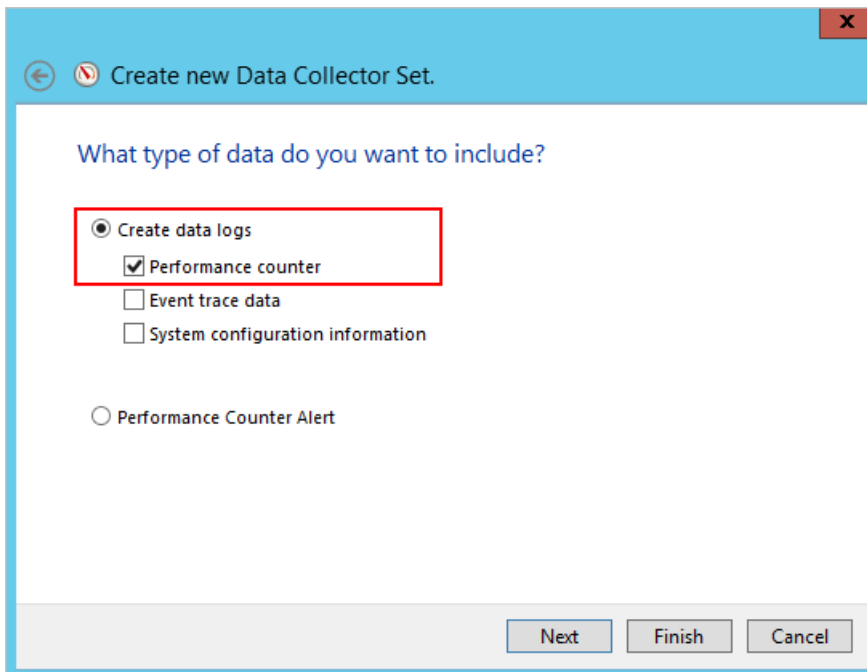 x
Create new Data Collector Set.
What type of data do you want to include?
Create data logs
Performance counter
Event trace data
System configuration information
Performance Counter Alert
Next Finish Cancel